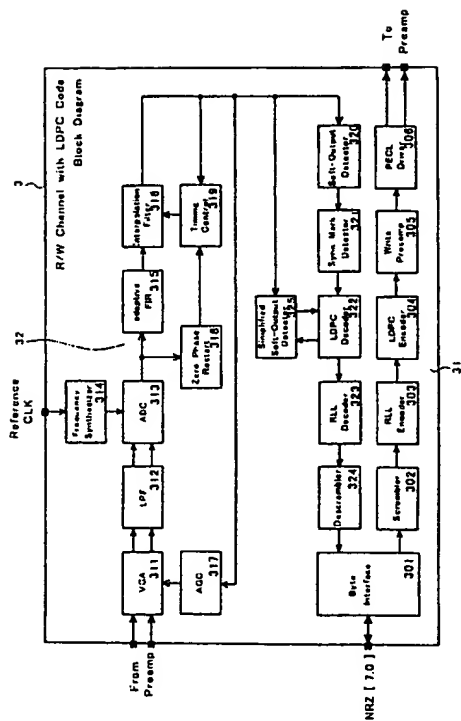 3
R/W Channel with LDPC Code
Block Diagram
Reference
CLK
32
Frequency
Synthesizer
314
From
Preamp
VGA
311
LPF
312
ADC
313
Adaptive
FIR
315
Interpolation
Filter
316
AGC
317
Zero Phase
Restart
318
Timing
Control
319
Simplified
Soft-Output
Detector
325
Descrambler
324
RLL
Decoder
323
LDPC
Decoder
322
Sync Mark
Detector
321
Soft-Output
Detector
320
NRZ [ 7.0 ]
Byte
Interface
301
Scrambler
302
RLL
Encoder
303
LDPC
Encoder
304
Write
Precomp
305
PECL
Driver
306
To
Preamp
31